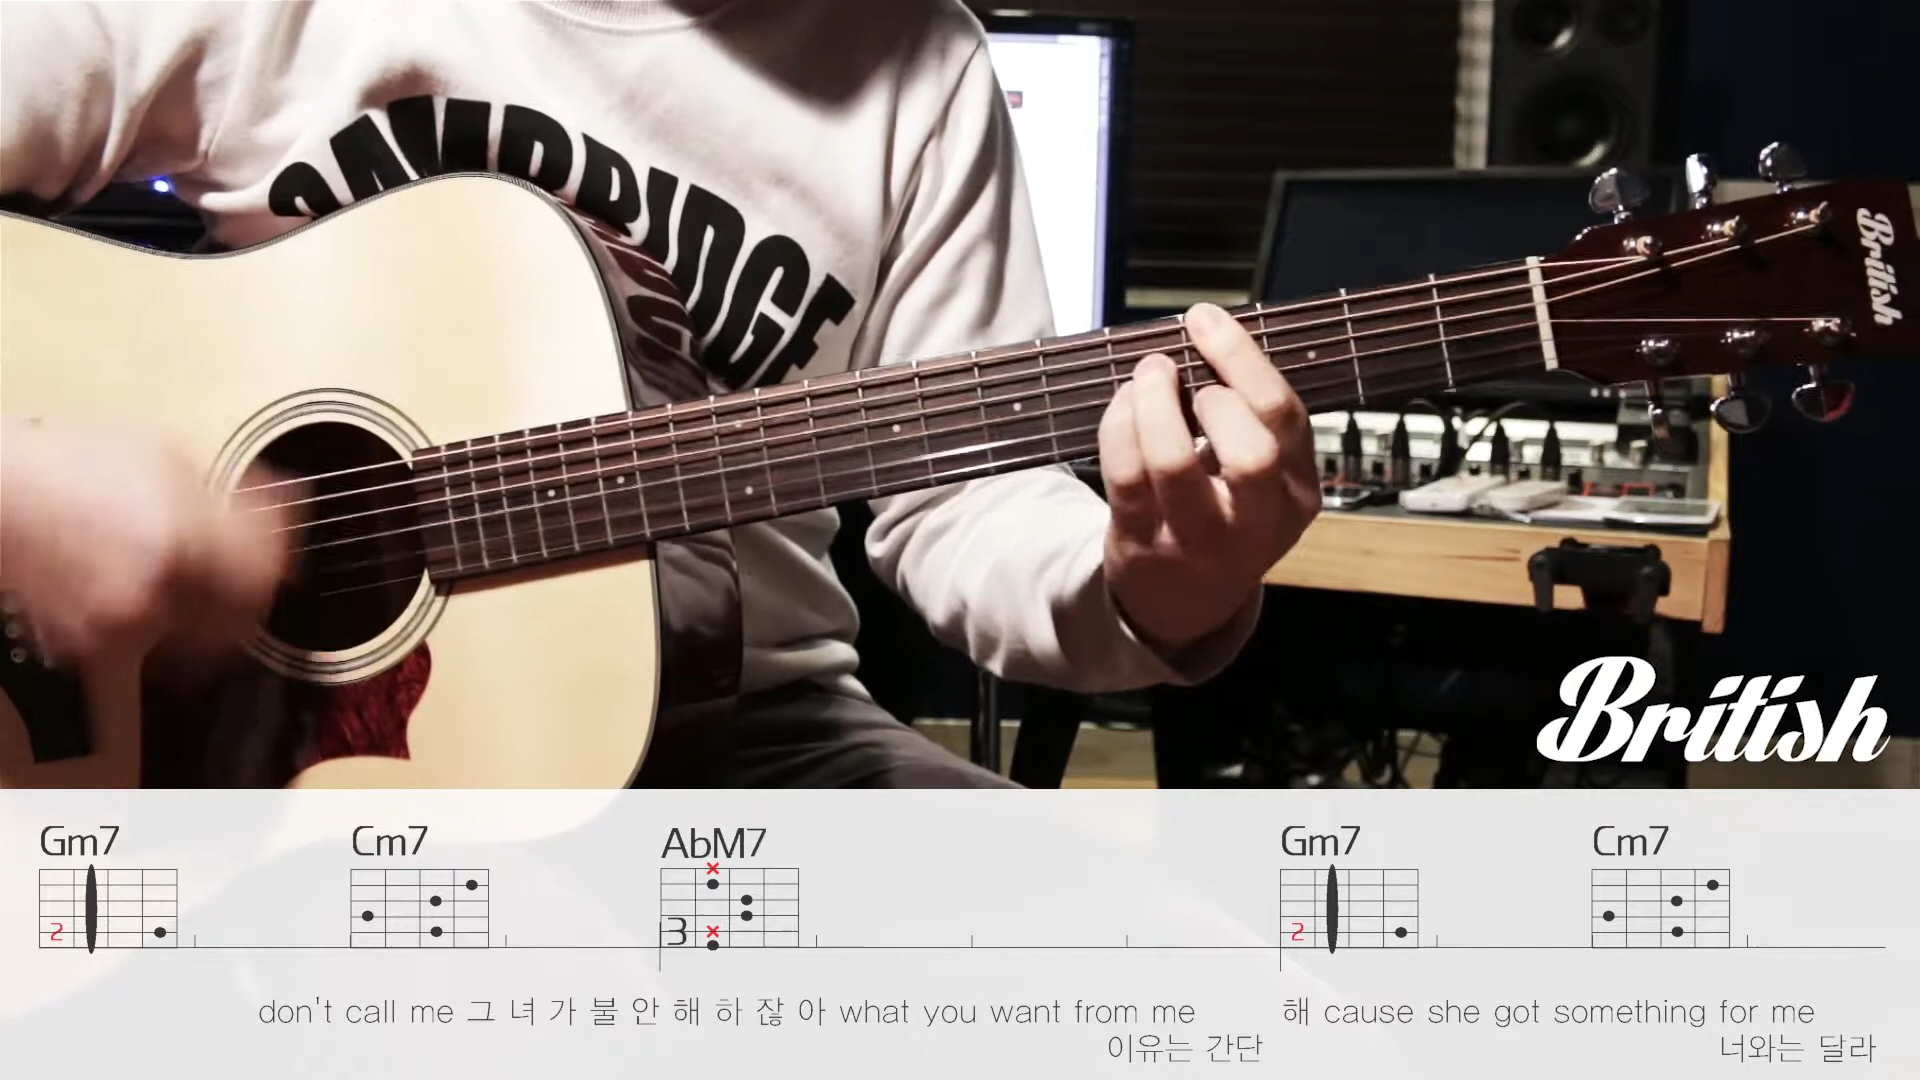 CAMBRIDGE
British
British
Gm7 Cm7 AbM7 Gm7 Cm7
2 3 2
don't call me 그 녀 가 불 안 해 하 잖 아 what you want from me 해 cause she got something for me
이유는 간단 너와는 달라